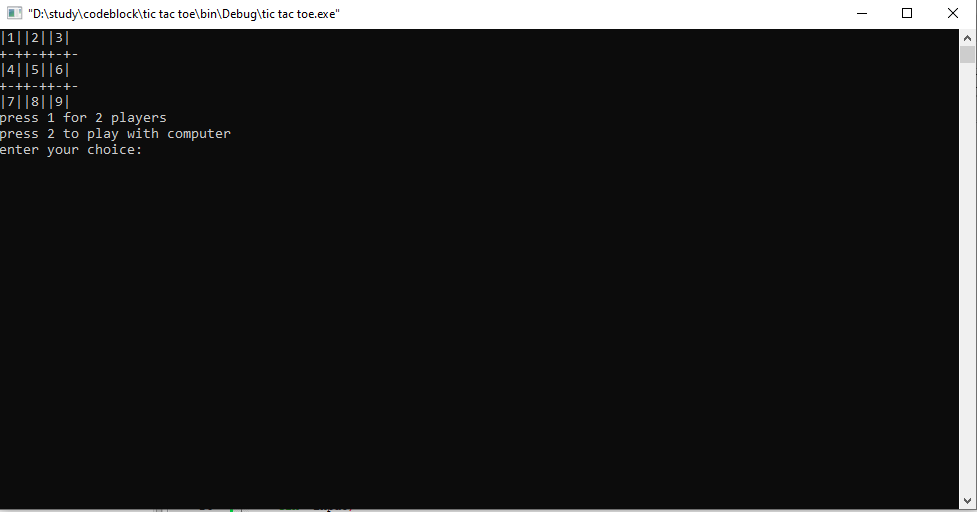 "D:\study\codeblock\tic tac toe\bin\Debug\tic tac toe.exe"
|1||2||3|
+-++-++-+-
|4||5||6|
+-++-++-+-
|7||8||9|
press 1 for 2 players
press 2 to play with computer
enter your choice: